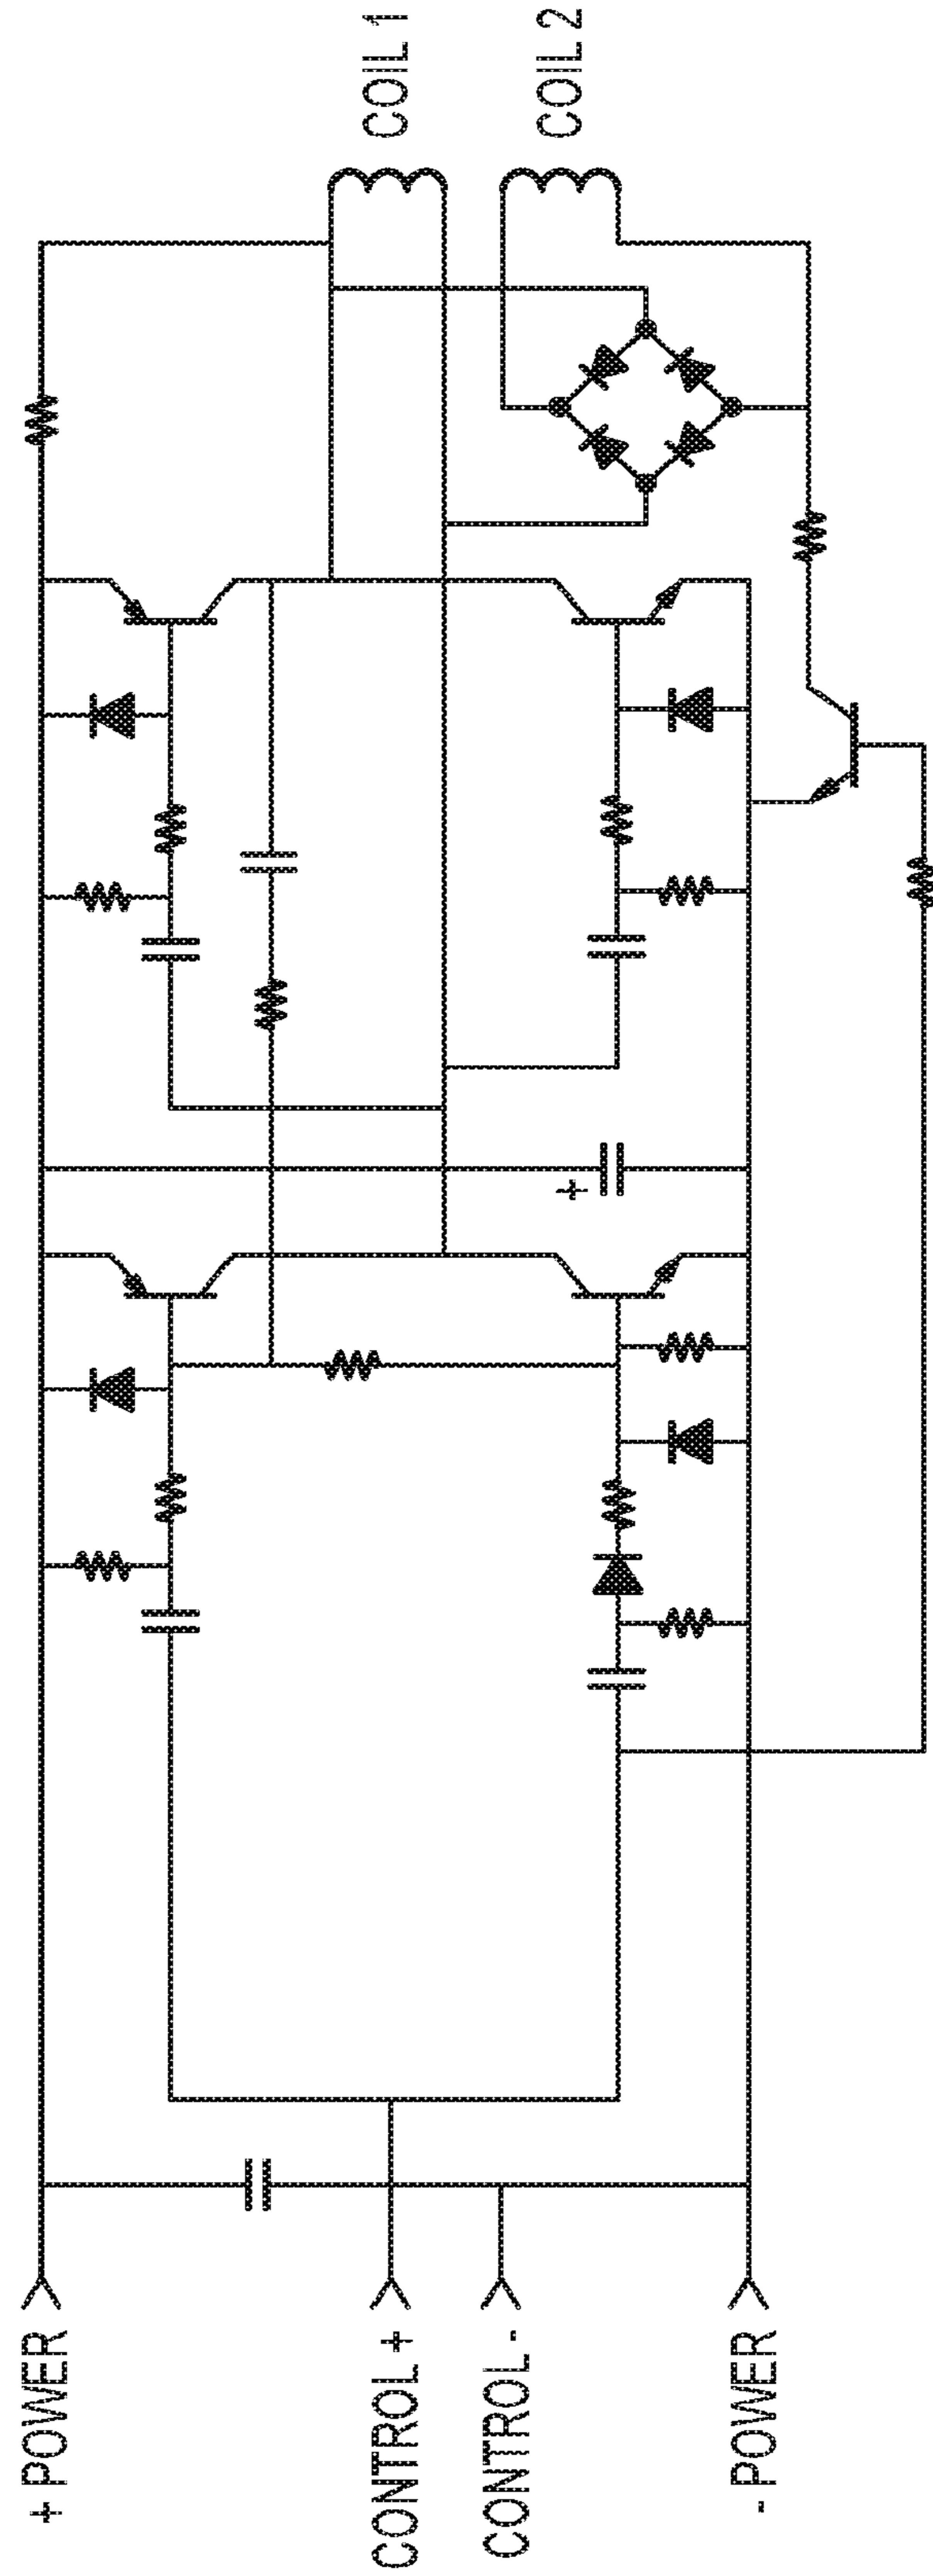 COIL 1
COIL 2
+
+ POWER
CONTROL +
CONTROL -
- POWER